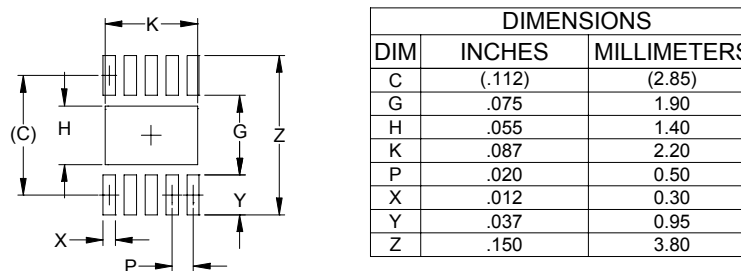 K
(C)
H
G
Z
Y
X
P
DIMENSIONS
DIM INCHES MILLIMETERS
C (.112) (2.85)
G .075 1.90
H .055 1.40
K .087 2.20
P .020 0.50
X .012 0.30
Y .037 0.95
Z .150 3.80